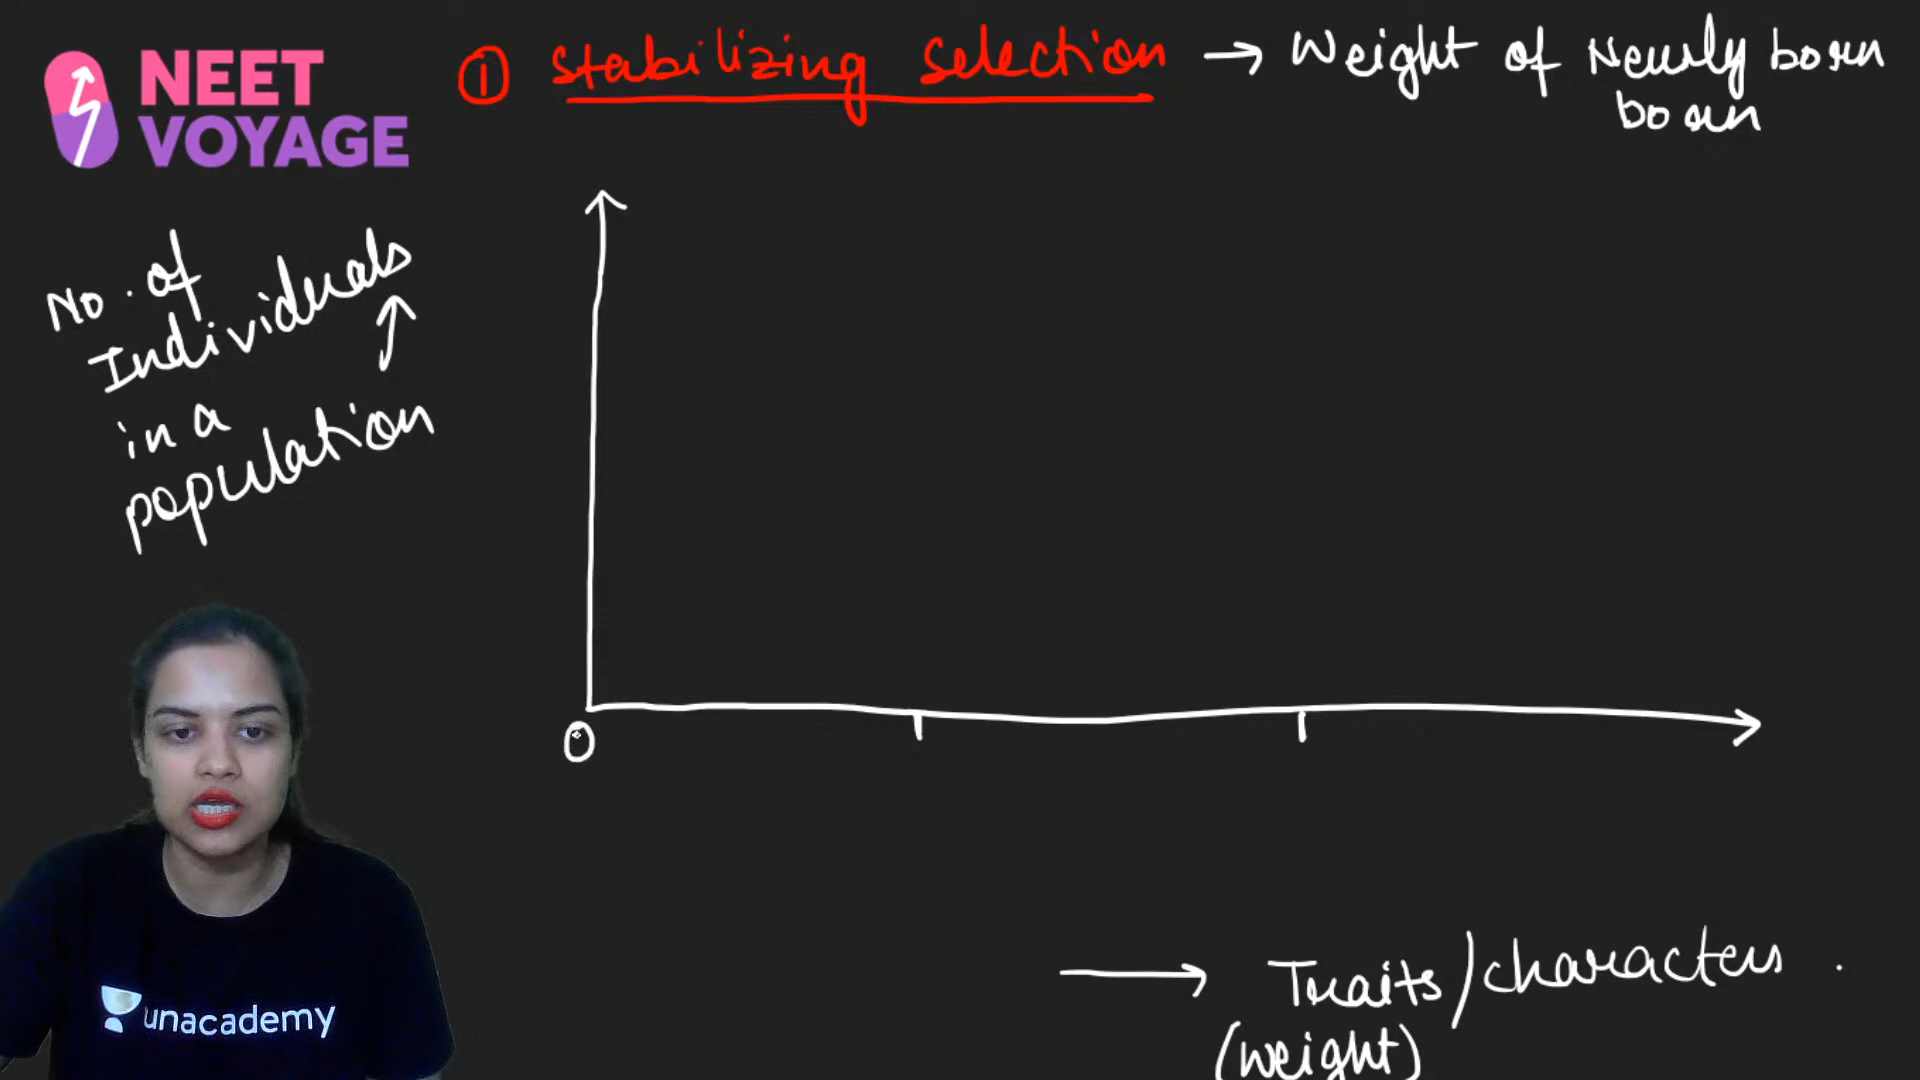 NEET
VOYAGE
① Stabilizing Selection → Weight of Newly born
born
No. of
Individuals
↑
in a
population
0
→ Traits/characters .
(weight)
unacademy